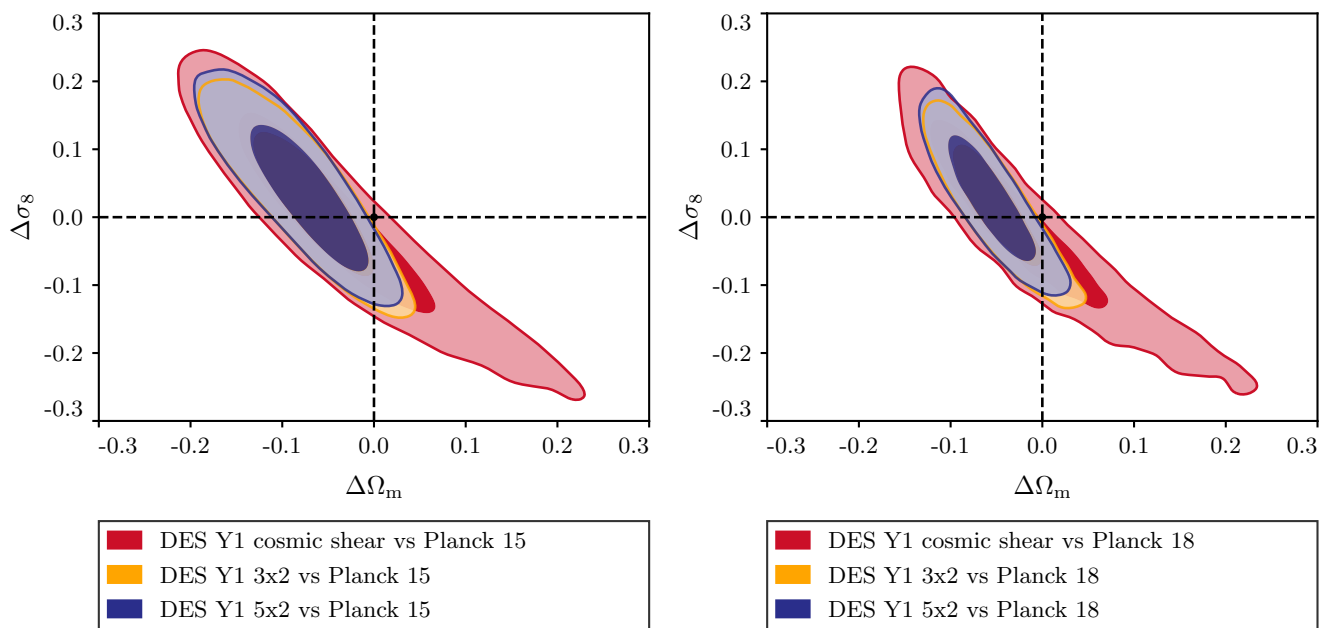 0.3
0.2
0.1
0.0
-0.1
-0.2
-0.3
Δσ₈
-0.3 -0.2 -0.1 0.0 0.1 0.2 0.3
ΔΩₘ
DES Y1 cosmic shear vs Planck 15
DES Y1 3x2 vs Planck 15
DES Y1 5x2 vs Planck 15
0.3
0.2
0.1
0.0
-0.1
-0.2
-0.3
Δσ₈
-0.3 -0.2 -0.1 0.0 0.1 0.2 0.3
ΔΩₘ
DES Y1 cosmic shear vs Planck 18
DES Y1 3x2 vs Planck 18
DES Y1 5x2 vs Planck 18